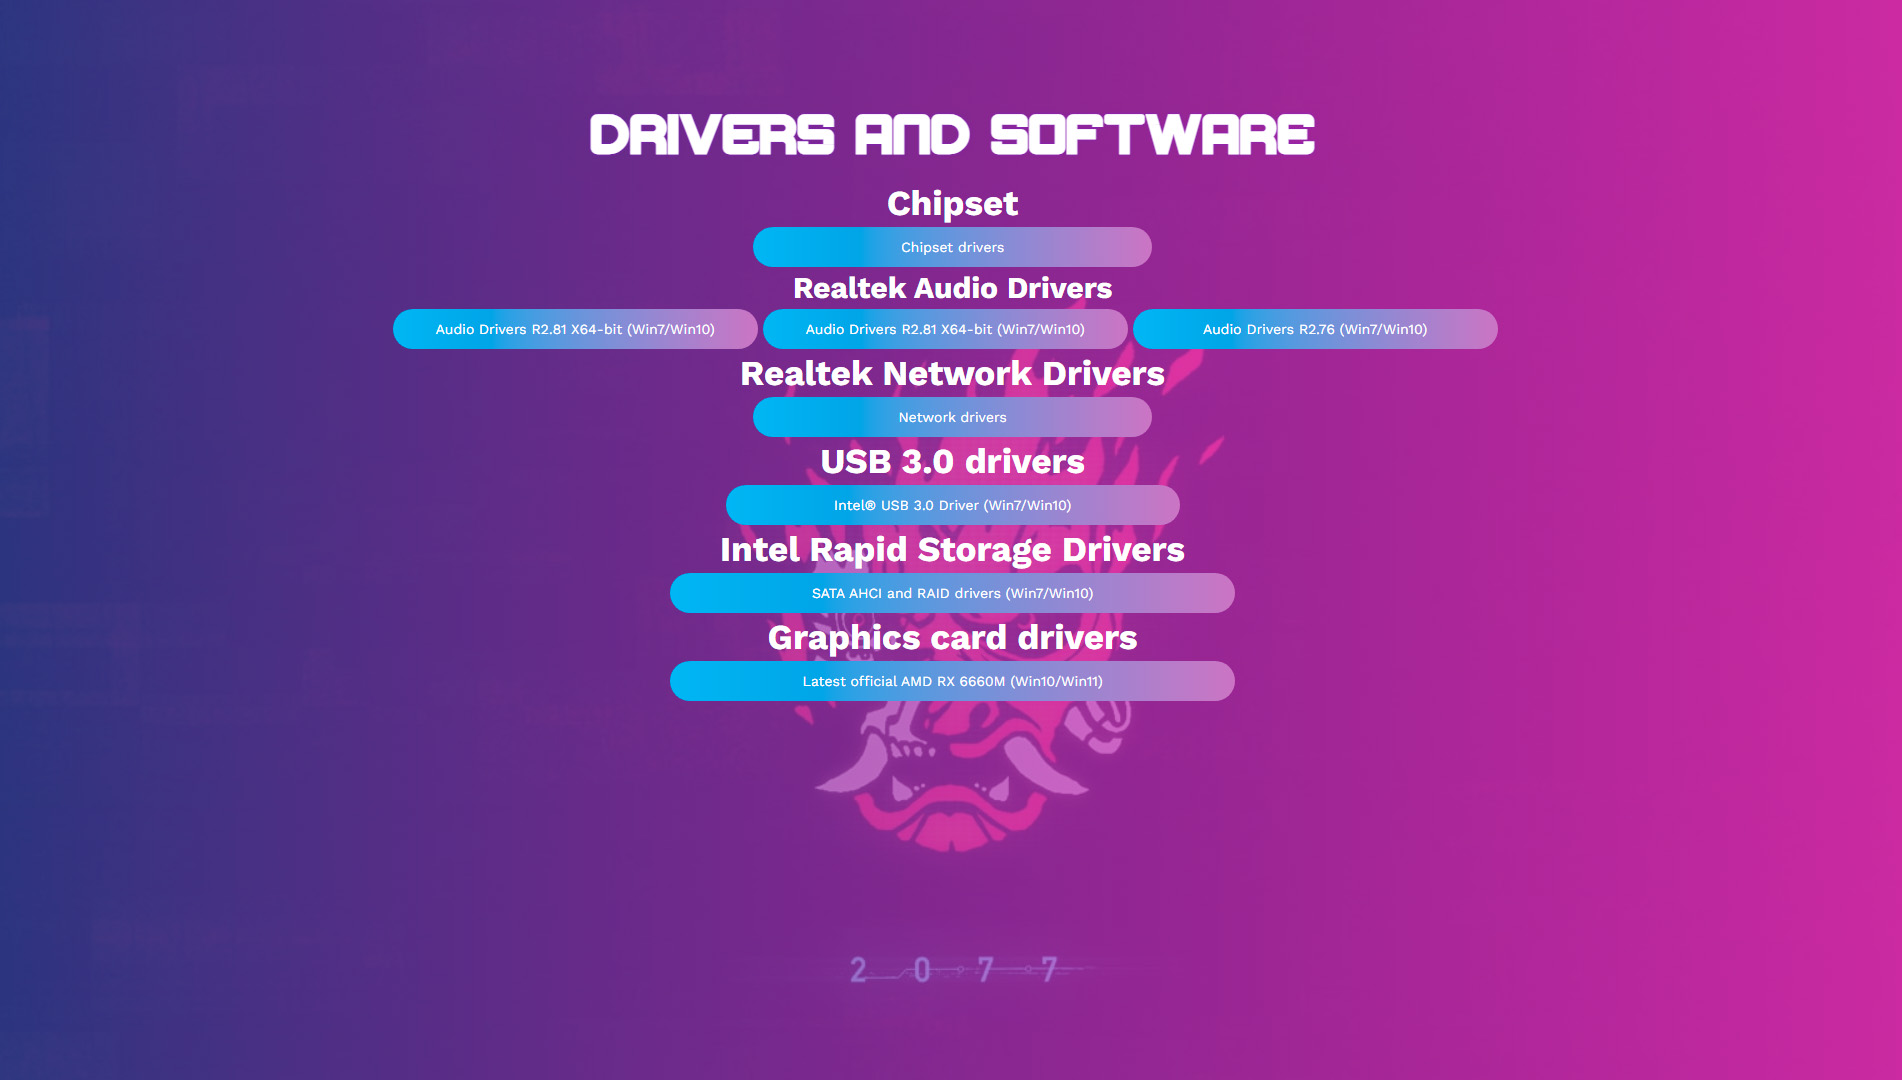 DRIVERS AND SOFTWARE
Chipset
Chipset drivers
Realtek Audio Drivers
Audio Drivers R2.81 X64-bit (Win7/Win10)
Audio Drivers R2.81 X64-bit (Win7/Win10)
Audio Drivers R2.76 (Win7/Win10)
Realtek Network Drivers
Network drivers
USB 3.0 drivers
Intel® USB 3.0 Driver (Win7/Win10)
Intel Rapid Storage Drivers
SATA AHCI and RAID drivers (Win7/Win10)
Graphics card drivers
Latest official AMD RX 6660M (Win10/Win11)
2 0 7 7